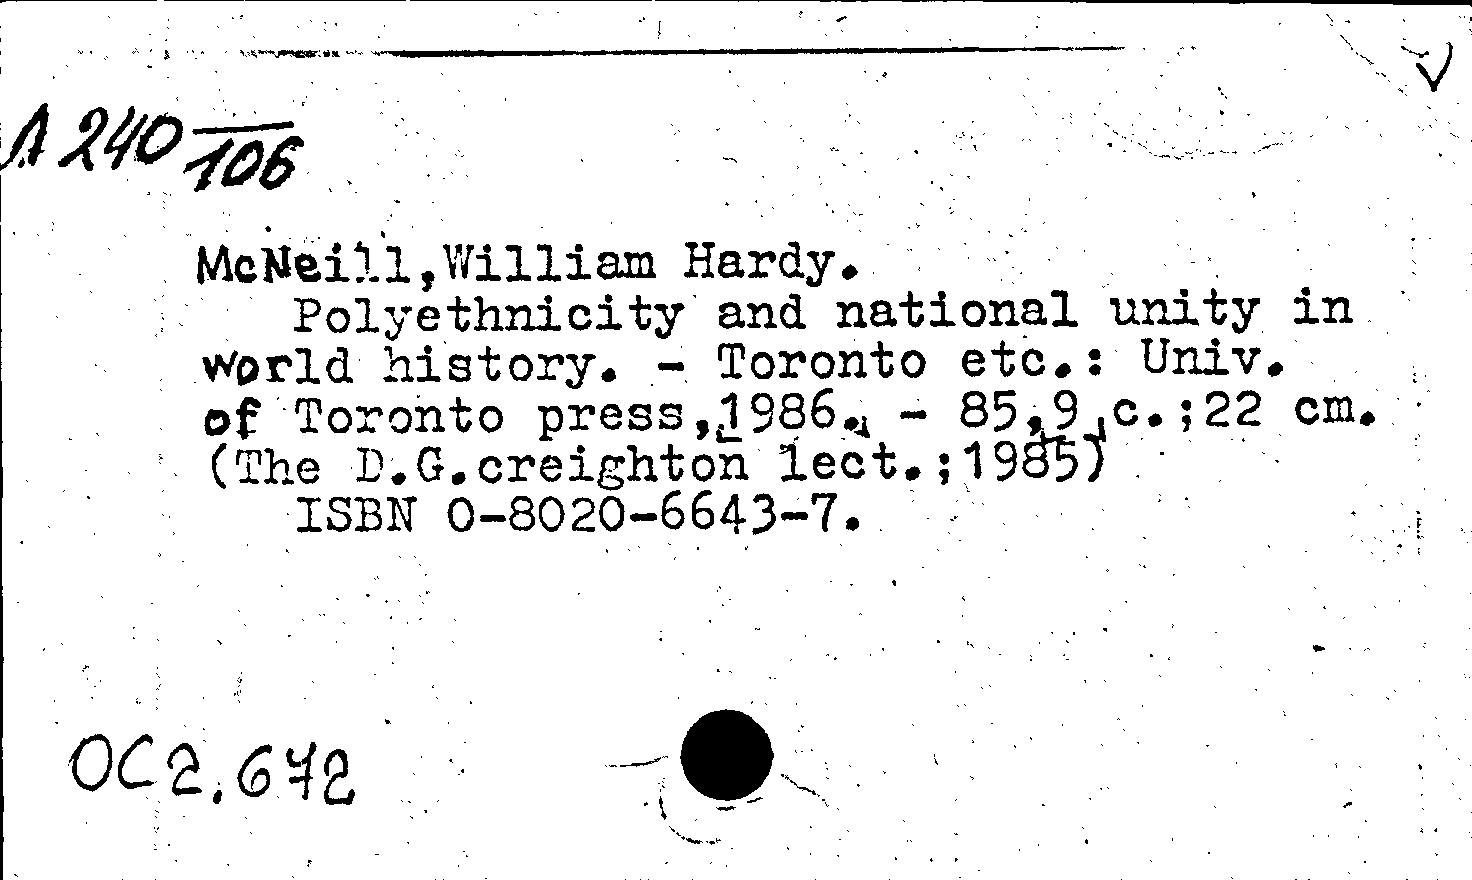 Л 240/106
McNeill, William Hardy.
Polyethnicity and national unity in
world history. - Toronto etc.: Univ.
of Toronto press, 1986. - 85,9 c.; 22 cm.
(The D.G.creighton lect.; 1985)
ISBN 0-8020-6643-7.
ОС2.672